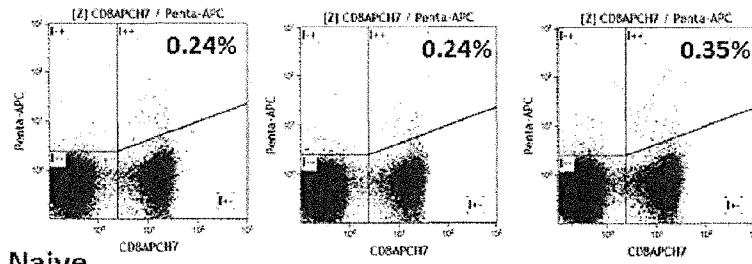 [Z] CD8APCH7 / Penta-APC
[Z] CD8APCH7 / Penta-APC
[Z] CD8APCH7 / Penta-APC
I-+ I++ 0.24%
I-+ I++ 0.24%
I-+ I++ 0.35%
Penta-APC
Penta-APC
Penta-APC
I--
I--
I--
I+-
I+-
I+-
CD8APCH7
CD8APCH7
CD8APCH7
Naive